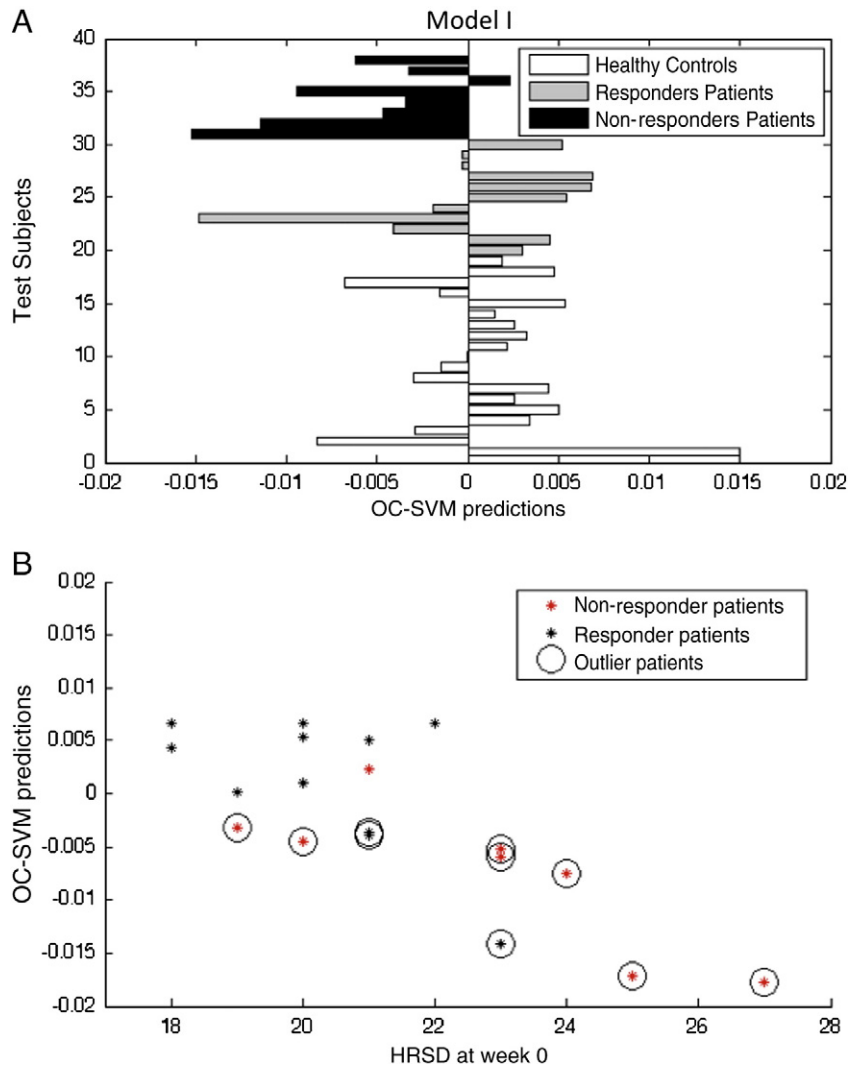 A
Model I
40
35
30
25
20
15
10
5
0
Test Subjects
Healthy Controls
Responders Patients
Non-responders Patients
-0.02 -0.015 -0.01 -0.005 0 0.005 0.01 0.015 0.02
OC-SVM predictions
B
0.02
0.015
0.01
0.005
0
-0.005
-0.01
-0.015
-0.02
OC-SVM predictions
Non-responder patients
Responder patients
Outlier patients
18 20 22 24 26 28
HRSD at week 0